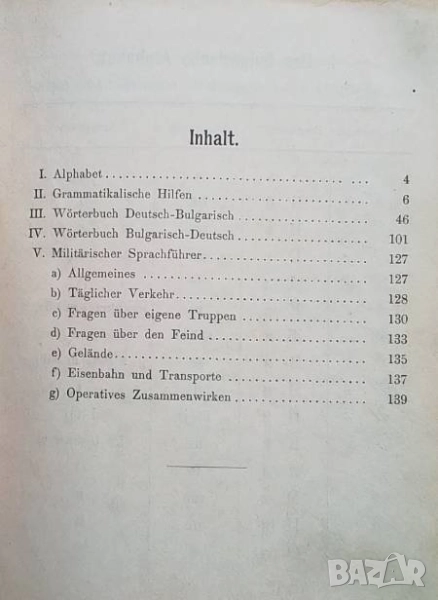 Inhalt.
I. Alphabet 4
II. Grammatikalische Hilfen 6
III. Wörterbuch Deutsch-Bulgarisch 46
IV. Wörterbuch Bulgarisch-Deutsch 101
V. Militärischer Sprachführer 127
a) Allgemeines 127
b) Täglicher Verkehr 128
c) Fragen über eigene Truppen 130
d) Fragen über den Feind 133
e) Gelände 135
f) Eisenbahn und Transporte 137
g) Operatives Zusammenwirken 139
BAZAR